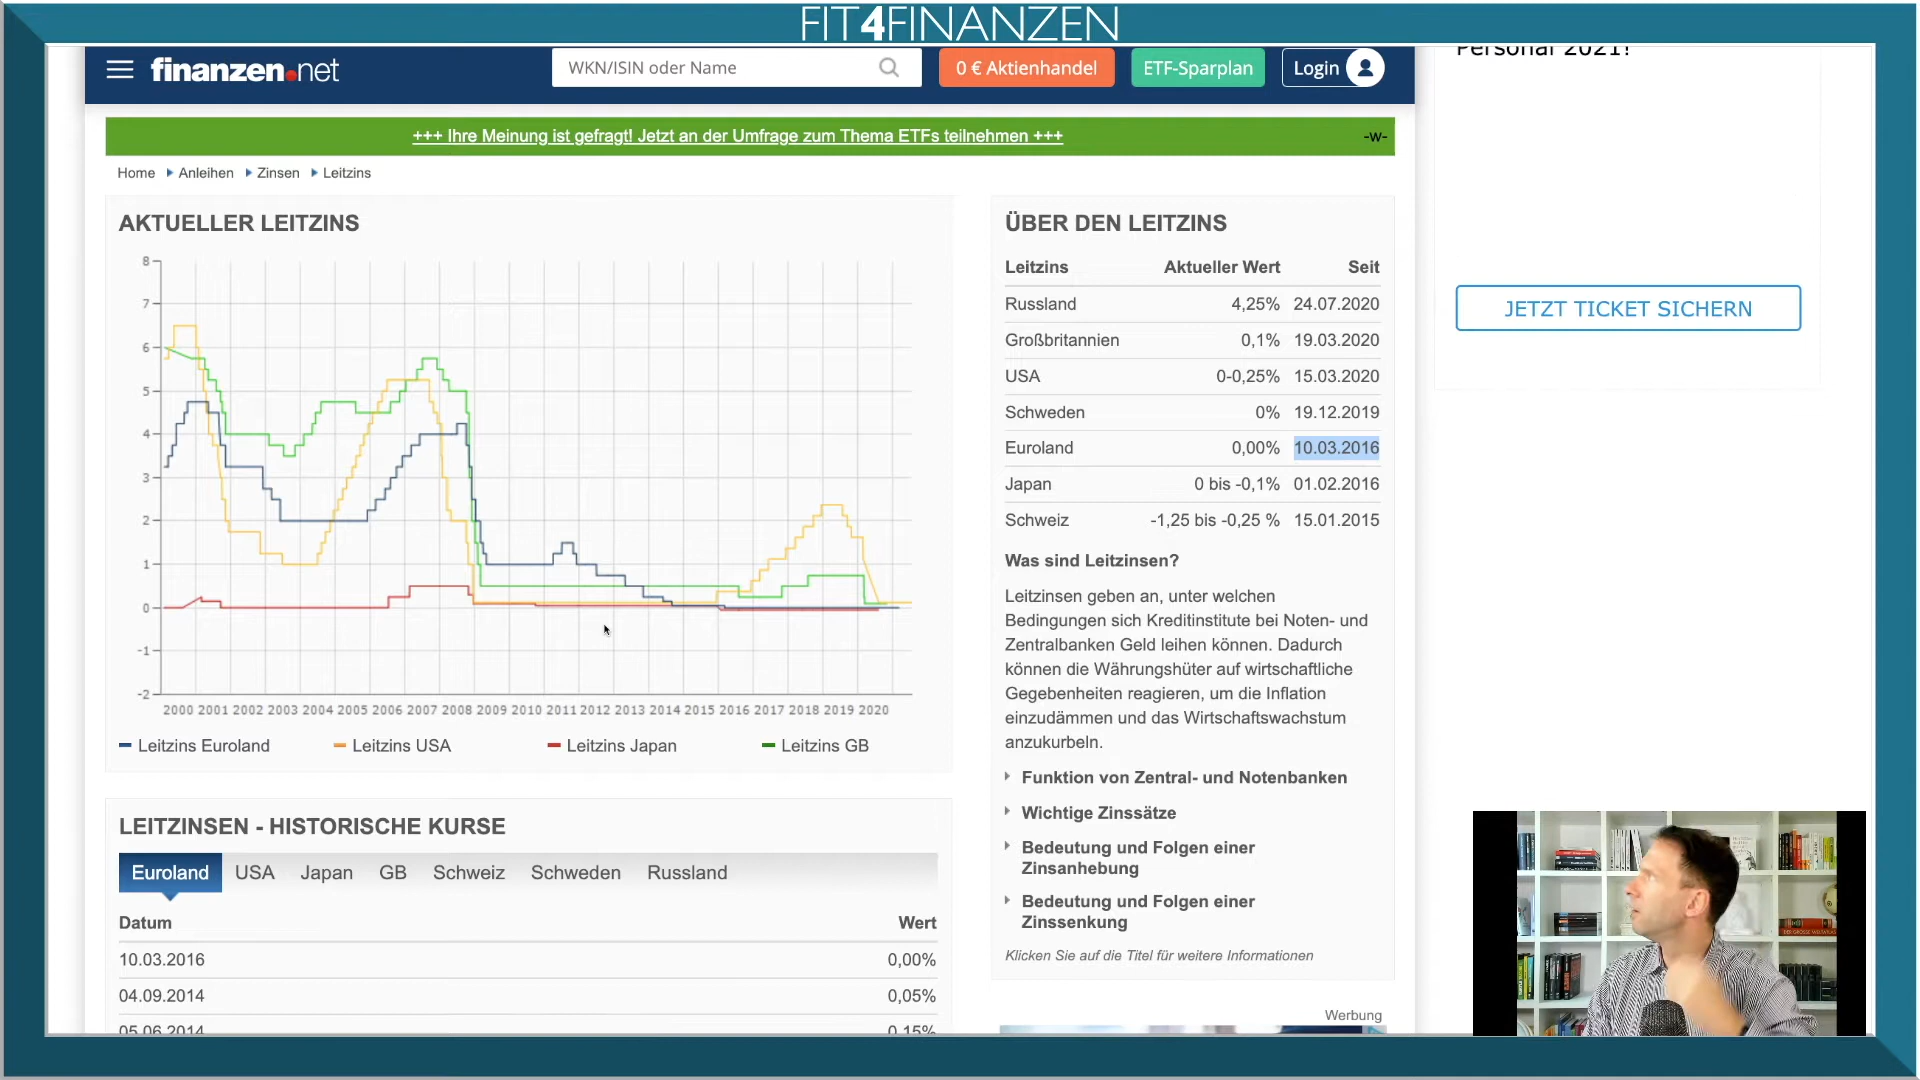 FIT4FINANZEN
Personal 2021!
finanzen.net
WKN/ISIN oder Name
0 € Aktienhandel
ETF-Sparplan
Login
+++ Ihre Meinung ist gefragt! Jetzt an der Umfrage zum Thema ETFs teilnehmen +++
-w-
Home Anleihen Zinsen Leitzins
AKTUELLER LEITZINS
8
7
6
5
4
3
2
1
0
-1
-2
2000 2001 2002 2003 2004 2005 2006 2007 2008 2009 2010 2011 2012 2013 2014 2015 2016 2017 2018 2019 2020
Leitzins Euroland Leitzins USA Leitzins Japan Leitzins GB
LEITZINSEN - HISTORISCHE KURSE
Euroland USA Japan GB Schweiz Schweden Russland
Datum Wert
10.03.2016 0,00%
04.09.2014 0,05%
05.06.2014 0,15%
ÜBER DEN LEITZINS
Leitzins Aktueller Wert Seit
Russland 4,25% 24.07.2020
Großbritannien 0,1% 19.03.2020
USA 0-0,25% 15.03.2020
Schweden 0% 19.12.2019
Euroland 0,00% 10.03.2016
Japan 0 bis -0,1% 01.02.2016
Schweiz -1,25 bis -0,25 % 15.01.2015
Was sind Leitzinsen?
Leitzinsen geben an, unter welchen
Bedingungen sich Kreditinstitute bei Noten- und
Zentralbanken Geld leihen können. Dadurch
können die Währungshüter auf wirtschaftliche
Gegebenheiten reagieren, um die Inflation
einzudämmen und das Wirtschaftswachstum
anzukurbeln.
Funktion von Zentral- und Notenbanken
Wichtige Zinssätze
Bedeutung und Folgen einer
Zinsanhebung
Bedeutung und Folgen einer
Zinssenkung
Klicken Sie auf die Titel für weitere Informationen
Werbung
JETZT TICKET SICHERN